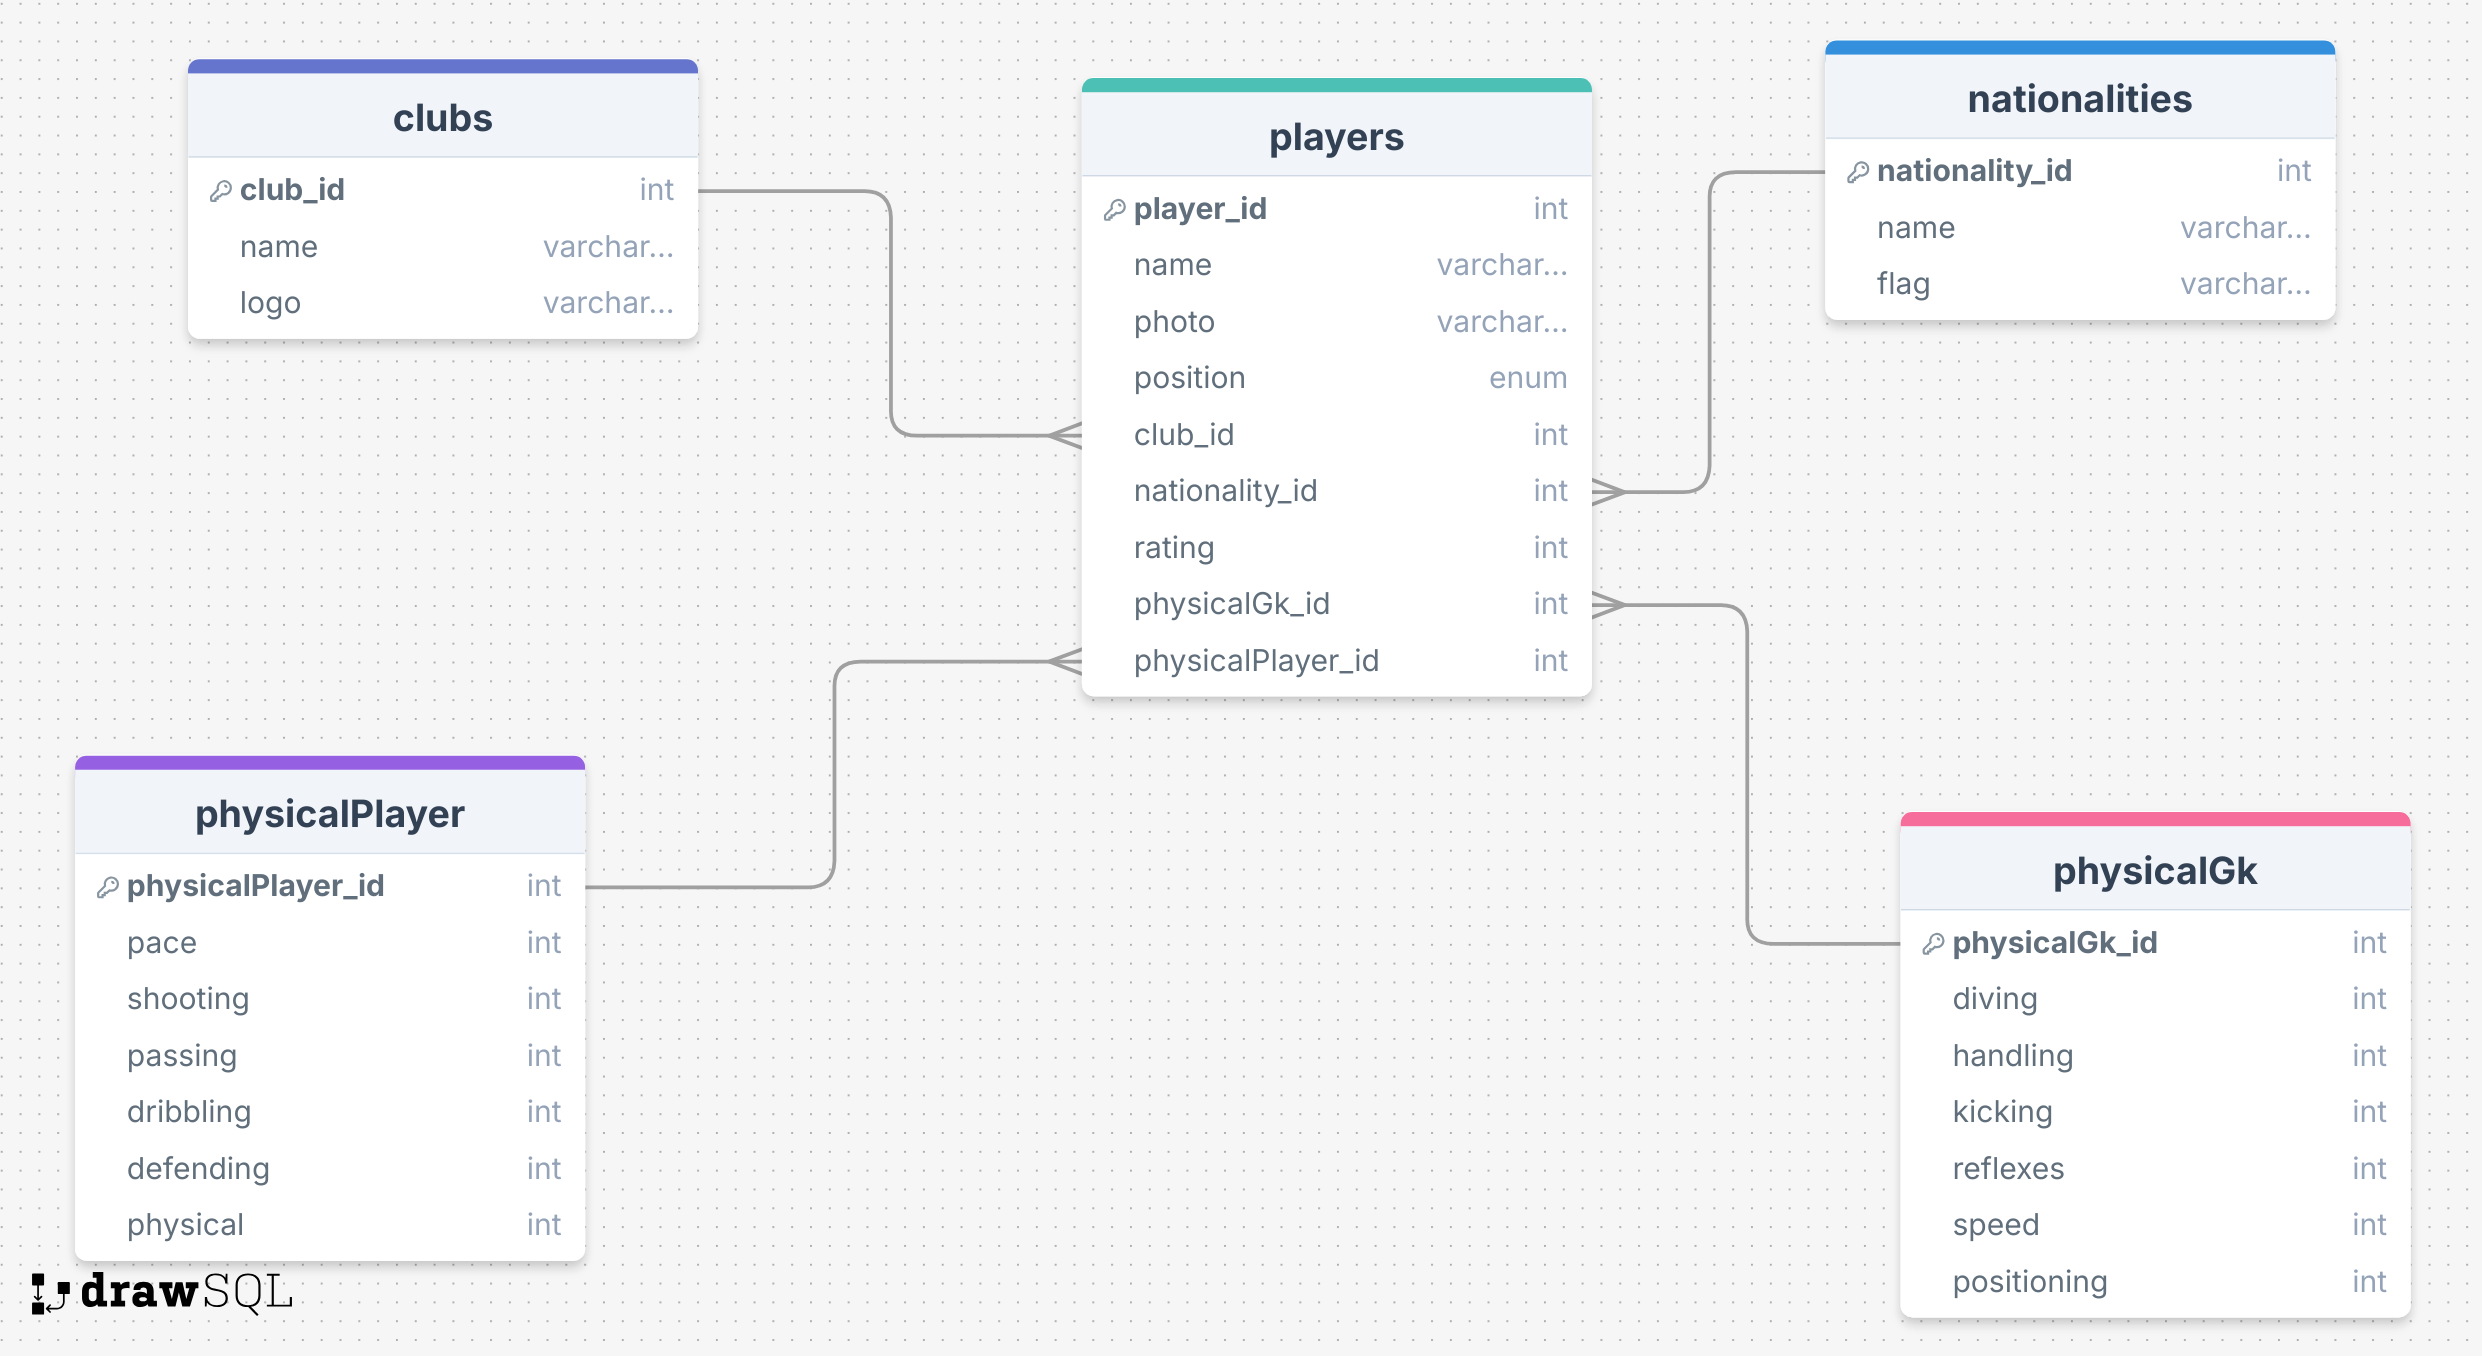 clubs
club_id int
name varchar...
logo varchar...
players
player_id int
name varchar...
photo varchar...
position enum
club_id int
nationality_id int
rating int
physicalGk_id int
physicalPlayer_id int
nationalities
nationality_id int
name varchar...
flag varchar...
physicalPlayer
physicalPlayer_id int
pace int
shooting int
passing int
dribbling int
defending int
physical int
physicalGk
physicalGk_id int
diving int
handling int
kicking int
reflexes int
speed int
positioning int
drawSQL